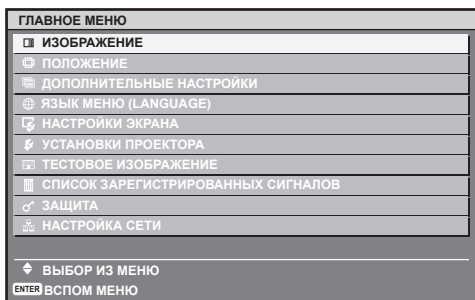 ГЛАВНОЕ МЕНЮ
ИЗОБРАЖЕНИЕ
ПОЛОЖЕНИЕ
ДОПОЛНИТЕЛЬНЫЕ НАСТРОЙКИ
ЯЗЫК МЕНЮ (LANGUAGE)
НАСТРОЙКИ ЭКРАНА
УСТАНОВКИ ПРОЕКТОРА
ТЕСТОВОЕ ИЗОБРАЖЕНИЕ
СПИСОК ЗАРЕГИСТРИРОВАННЫХ СИГНАЛОВ
ЗАЩИТА
НАСТРОЙКА СЕТИ
ВЫБОР ИЗ МЕНЮ
ENTER ВСПОМ МЕНЮ